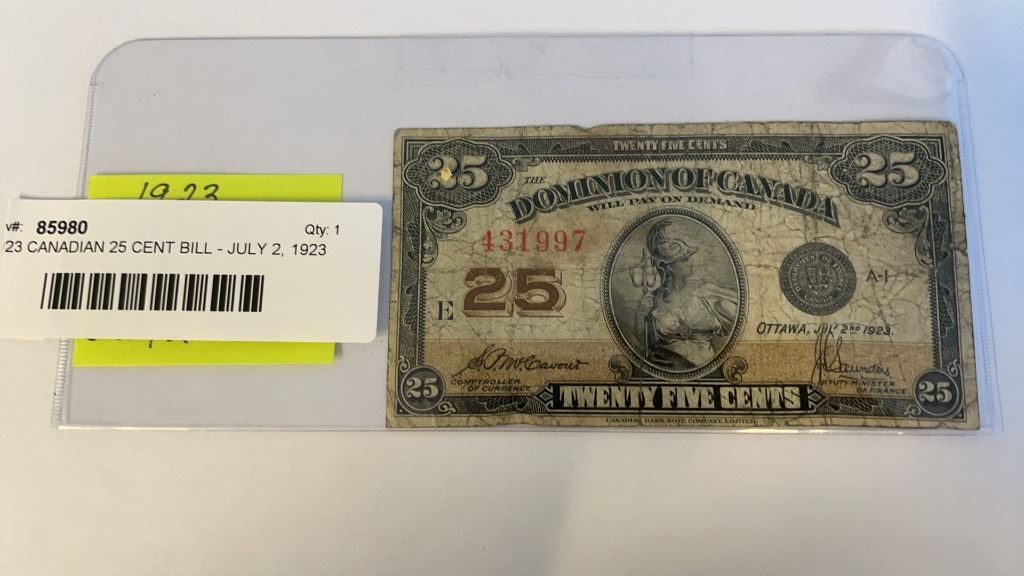 1923
v#: 85980 Qty: 1
23 CANADIAN 25 CENT BILL - JULY 2, 1923
TWENTY FIVE CENTS
25 25
THE
DOMINION OF CANADA
WILL PAY ON DEMAND
431997
E 25
A-1
OTTAWA, JULY 2ND 1923.
Saunders
COMPTROLLER
OF CURRENCY
DEPUTY MINISTER
OF FINANCE
25 TWENTY FIVE CENTS 25
CANADIAN BANK NOTE COMPANY, LIMITED